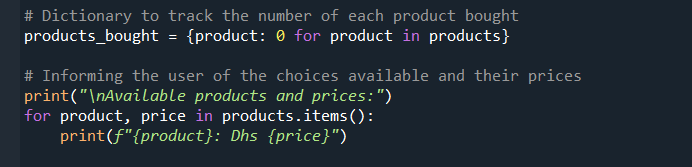 # Dictionary to track the number of each product bought
products_bought = {product: 0 for product in products}
# Informing the user of the choices available and their prices
print("\nAvailable products and prices:")
for product, price in products.items():
    print(f"{product}: Dhs {price}")